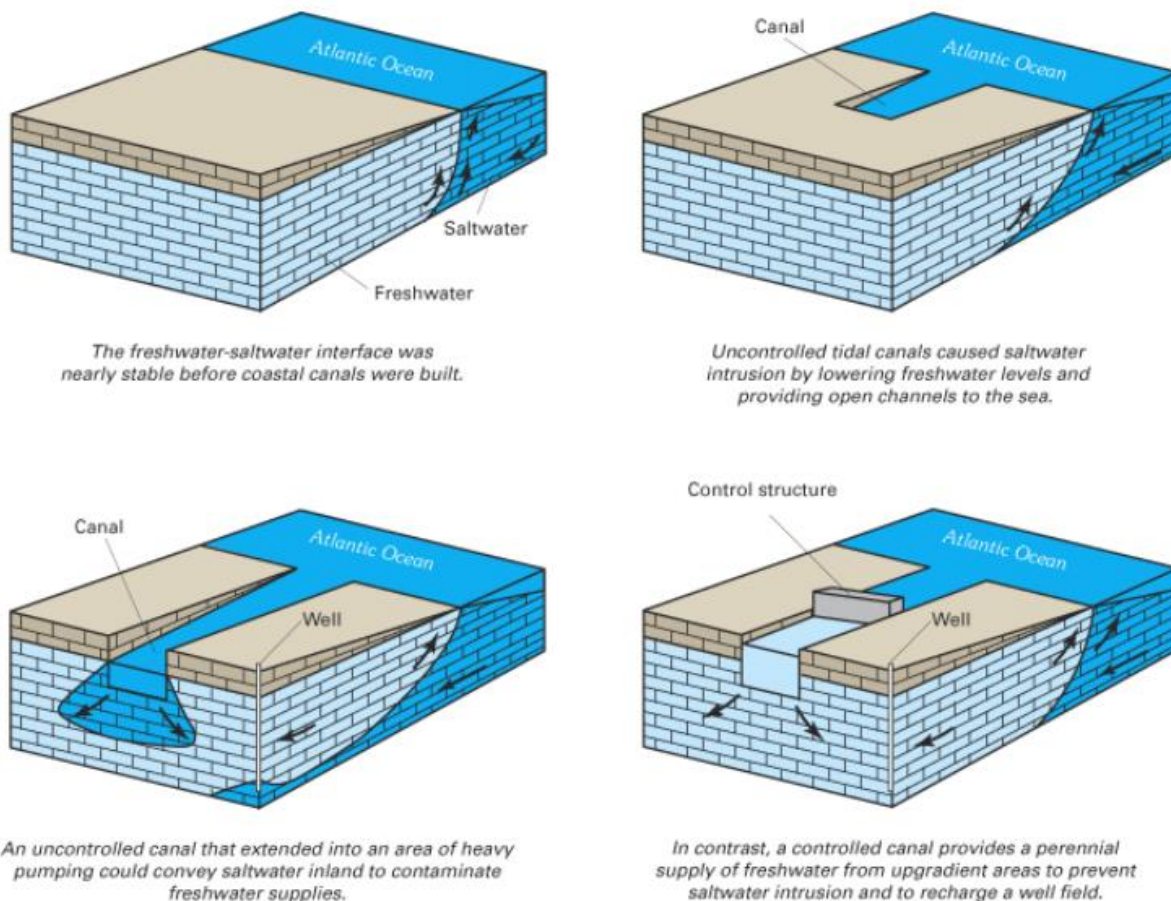 Atlantic Ocean
Saltwater
Freshwater
The freshwater-saltwater interface was
nearly stable before coastal canals were built.
Canal
Atlantic Ocean
Uncontrolled tidal canals caused saltwater
intrusion by lowering freshwater levels and
providing open channels to the sea.
Canal
Atlantic Ocean
Well
An uncontrolled canal that extended into an area of heavy
pumping could convey saltwater inland to contaminate
freshwater supplies.
Control structure
Atlantic Ocean
Well
In contrast, a controlled canal provides a perennial
supply of freshwater from upgradient areas to prevent
saltwater intrusion and to recharge a well field.